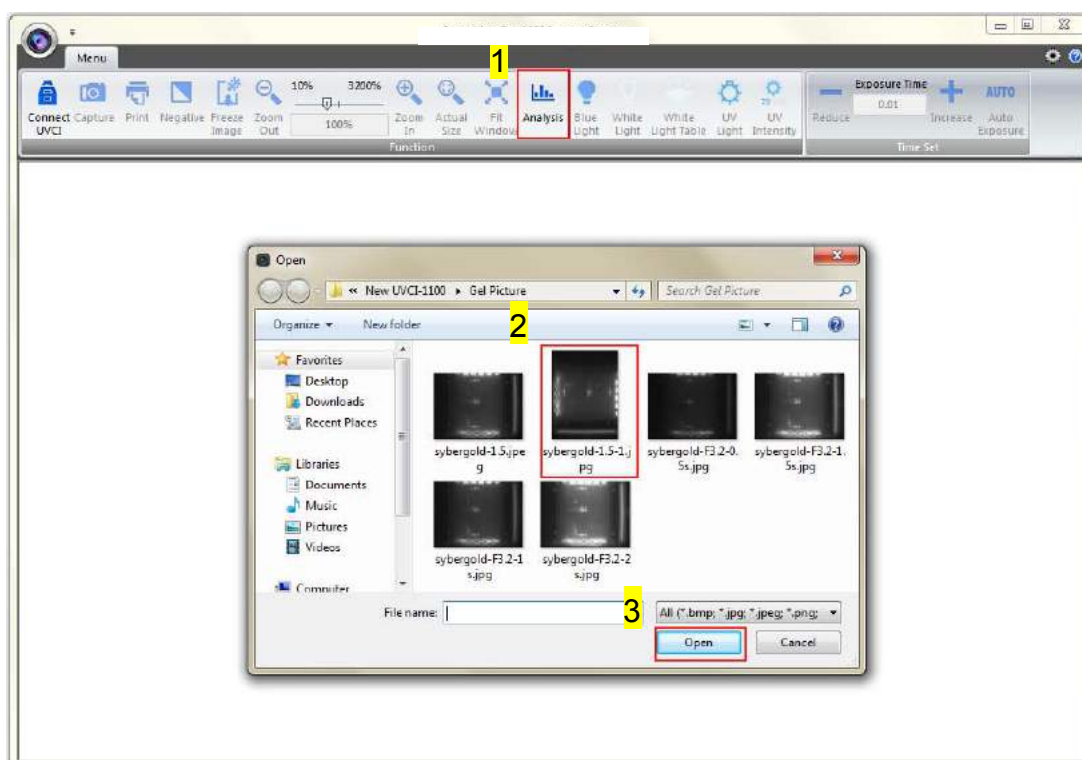 Menu
1
10% 3200%
Connect UVCI
Capture
Print
Negative
Freeze Image
Zoom Out
100%
Zoom In
Actual Size
Fit Window
Analysis
Blue Light
White Light
White Light Table
UV Light
UV Intensity
Function
Reduce
Exposure Time
0.01
Increase
AUTO
Auto Exposure
Time Set
Open
« New UVCI-1100 Gel Picture
Search Gel Picture
Organize
New folder
2
Favorites
Desktop
Downloads
Recent Places
Libraries
Documents
Music
Pictures
Videos
Computer
sybergold-1.5.jpe
g
sybergold-1.5-1.j
pg
sybergold-F3.2-0.
5s.jpg
sybergold-F3.2-1.
5s.jpg
sybergold-F3.2-1
s.jpg
sybergold-F3.2-2
s.jpg
File name:
3
All (*.bmp; *.jpg; *.jpeg; *.png;
Open
Cancel